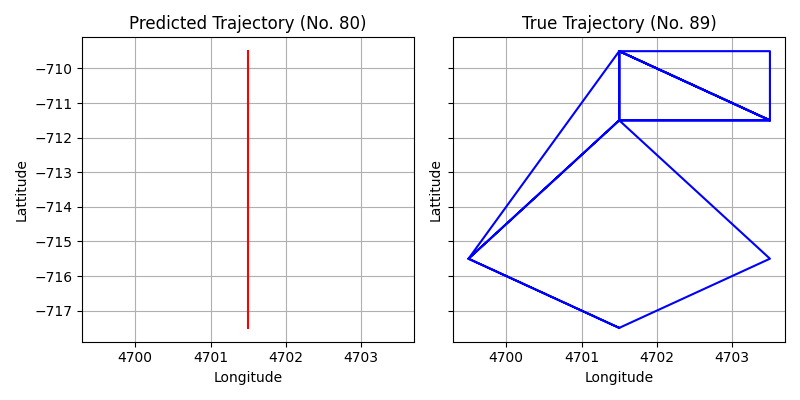 Predicted Trajectory (No. 80)
True Trajectory (No. 89)
−710
−711
−712
−713
−714
−715
−716
−717
Lattitude
Lattitude
4700 4701 4702 4703
4700 4701 4702 4703
Longitude
Longitude